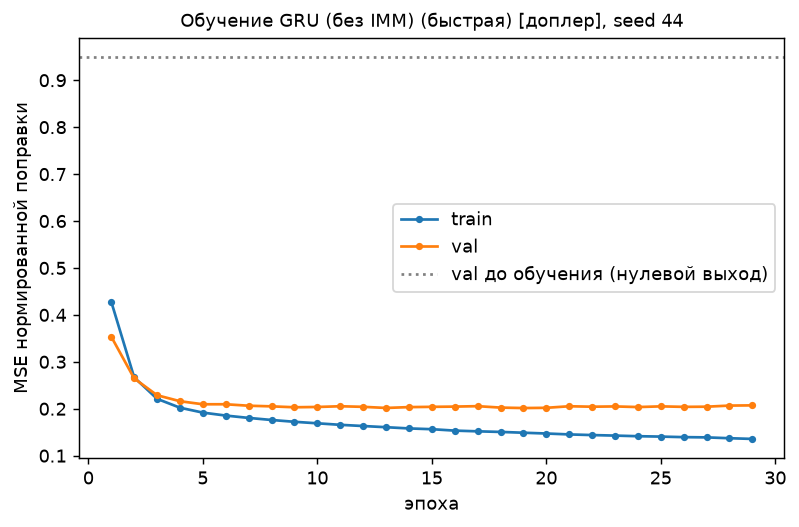 Обучение GRU (без IMM) (быстрая) [доплер], seed 44
MSE нормированной поправки
0.9
0.8
0.7
0.6
0.5
0.4
0.3
0.2
0.1
train
val
val до обучения (нулевой выход)
0 5 10 15 20 25 30
эпоха